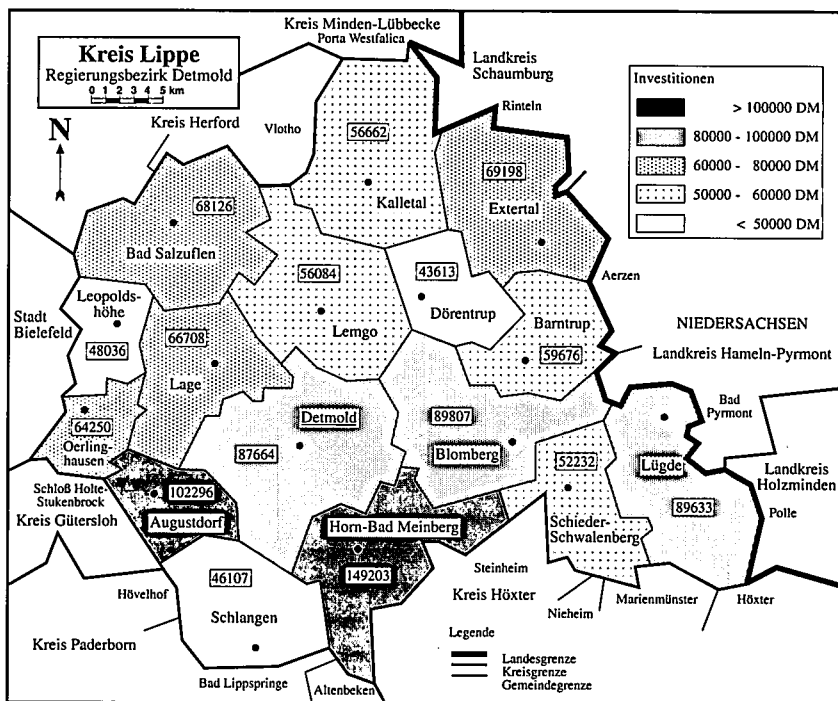 Kreis Lippe
Regierungsbezirk Detmold
0 1 2 3 4 5 km
N
Kreis Minden-Lübbecke
Porta Westfalica
Landkreis
Schaumburg
Rinteln
Investitionen
> 100000 DM
80000 - 100000 DM
60000 - 80000 DM
50000 - 60000 DM
< 50000 DM
Kreis Herford
Vlotho
56662
Kalletal
69198
Extertal
68126
Bad Salzuflen
56084
Lemgo
43613
Dörentrup
Aerzen
Barntrup
59676
Leopolds-
höhe
48036
Stadt
Bielefeld
66708
Lage
NIEDERSACHSEN
Landkreis Hameln-Pyrmont
64250
Oerling-
hausen
Detmold
87664
89807
Blomberg
Bad
Pyrmont
Lügde
89633
Landkreis
Holzminden
Polle
52232
Schieder-
Schwalenberg
Schloß Holte-
Stukenbrock
Kreis Gütersloh
102296
Augustdorf
Horn-Bad Meinberg
149203
46107
Schlangen
Hövelhof
Kreis Paderborn
Bad Lippspringe
Altenbeken
Steinheim
Kreis Höxter
Nieheim
Marienmünster
Höxter
Legende
Landesgrenze
Kreisgrenze
Gemeindegrenze